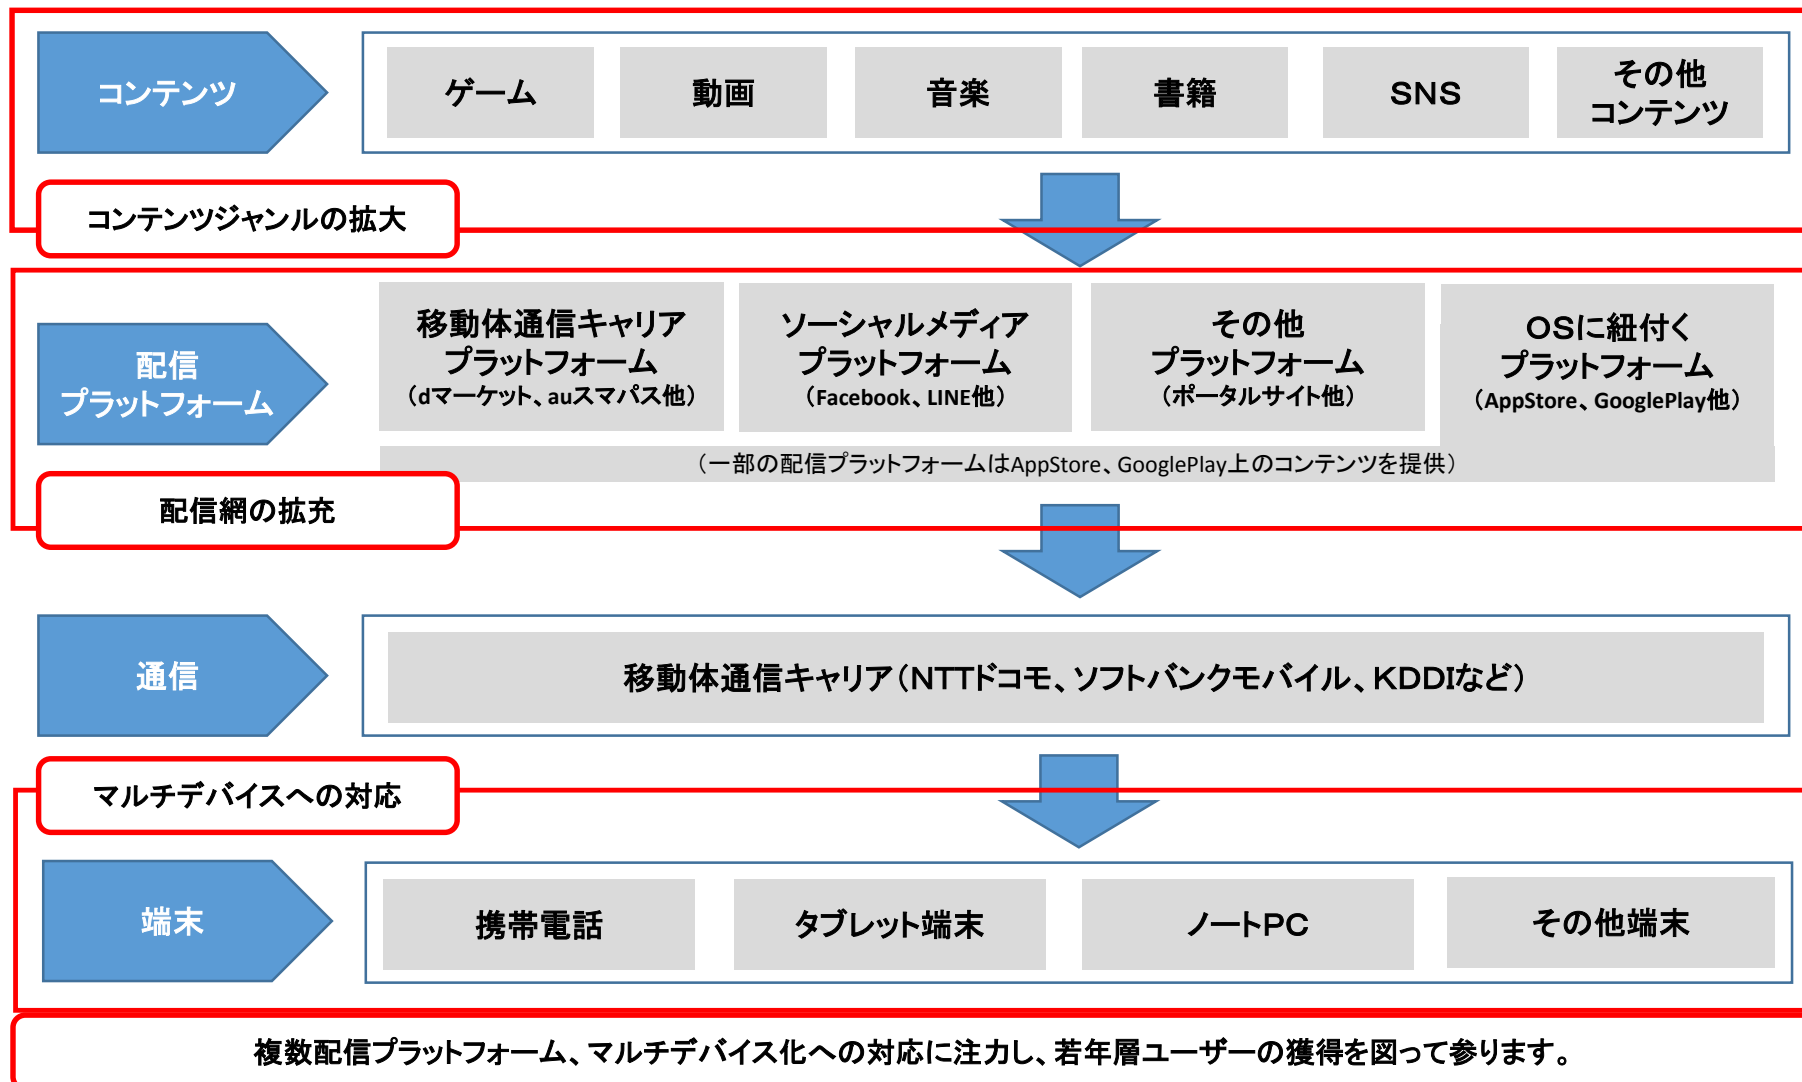 コンテンツ
ゲーム
動画
音楽
書籍
SNS
その他
コンテンツ
コンテンツジャンルの拡大
配信
プラットフォーム
移動体通信キャリア
プラットフォーム
（dマーケット、auスマパス他）
ソーシャルメディア
プラットフォーム
（Facebook、LINE他）
その他
プラットフォーム
（ポータルサイト他）
OSに紐付く
プラットフォーム
（AppStore、GooglePlay他）
（一部の配信プラットフォームはAppStore、GooglePlay上のコンテンツを提供）
配信網の拡充
通信
移動体通信キャリア（NTTドコモ、ソフトバンクモバイル、KDDIなど）
マルチデバイスへの対応
端末
携帯電話
タブレット端末
ノートPC
その他端末
複数配信プラットフォーム、マルチデバイス化への対応に注力し、若年層ユーザーの獲得を図って参ります。